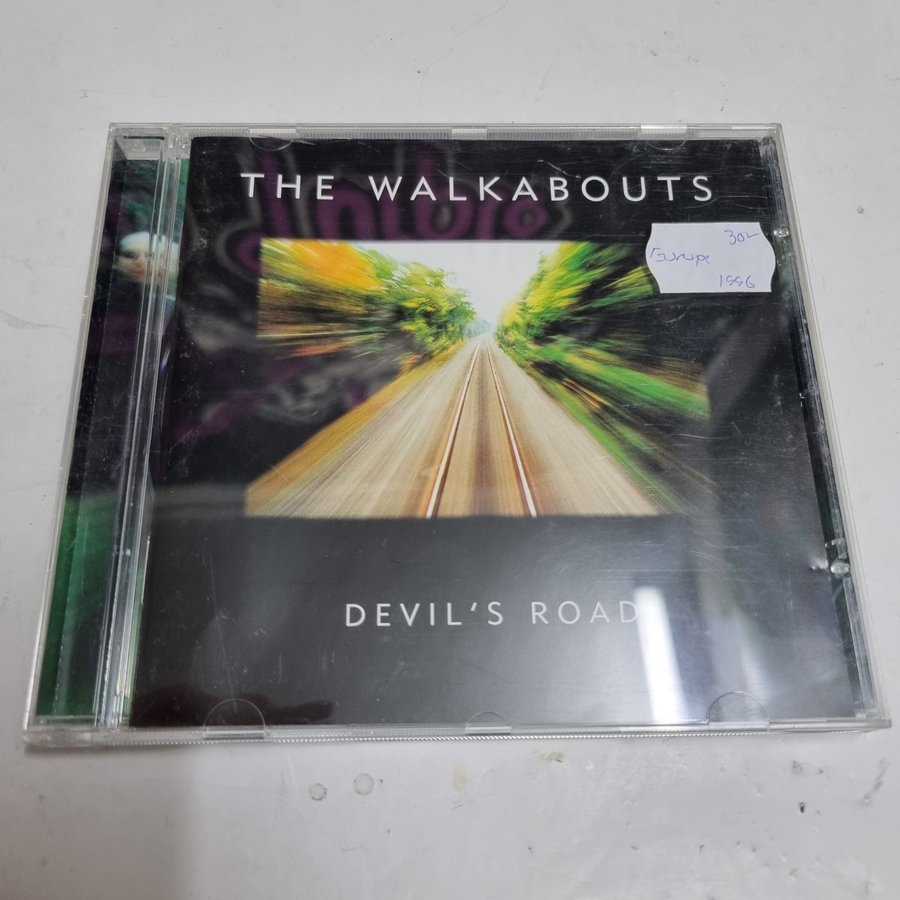 THE WALKABOUTS
30-
Europe
1996
DEVIL'S ROAD